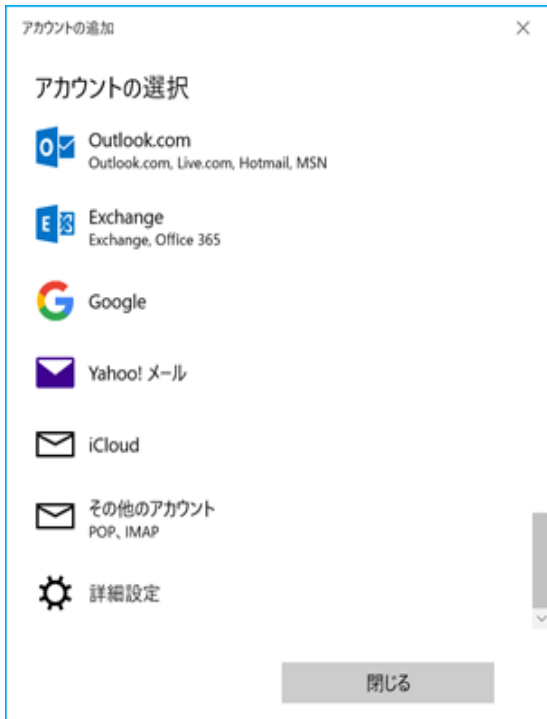 アカウントの追加
アカウントの選択
Outlook.com
Outlook.com, Live.com, Hotmail, MSN
Exchange
Exchange, Office 365
Google
Yahoo! メール
iCloud
その他のアカウント
POP、IMAP
詳細設定
閉じる